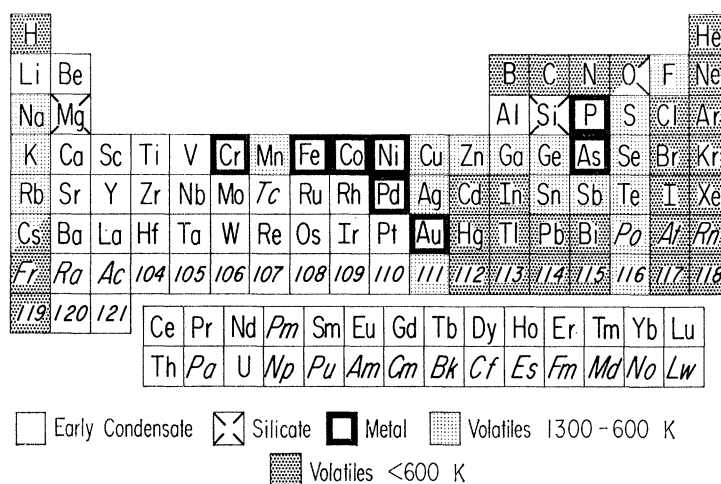 H He
Li Be B C N O F Ne
Na Mg Al Si P S Cl Ar
K Ca Sc Ti V Cr Mn Fe Co Ni Cu Zn Ga Ge As Se Br Kr
Rb Sr Y Zr Nb Mo Tc Ru Rh Pd Ag Cd In Sn Sb Te I Xe
Cs Ba La Hf Ta W Re Os Ir Pt Au Hg Tl Pb Bi Po At Rn
Fr Ra Ac 104 105 106 107 108 109 110 111 112 113 114 115 116 117 118
119 120 121
Ce Pr Nd Pm Sm Eu Gd Tb Dy Ho Er Tm Yb Lu
Th Pa U Np Pu Am Cm Bk Cf Es Fm Md No Lw
Early Condensate Silicate Metal Volatiles 1300-600 K
Volatiles <600 K